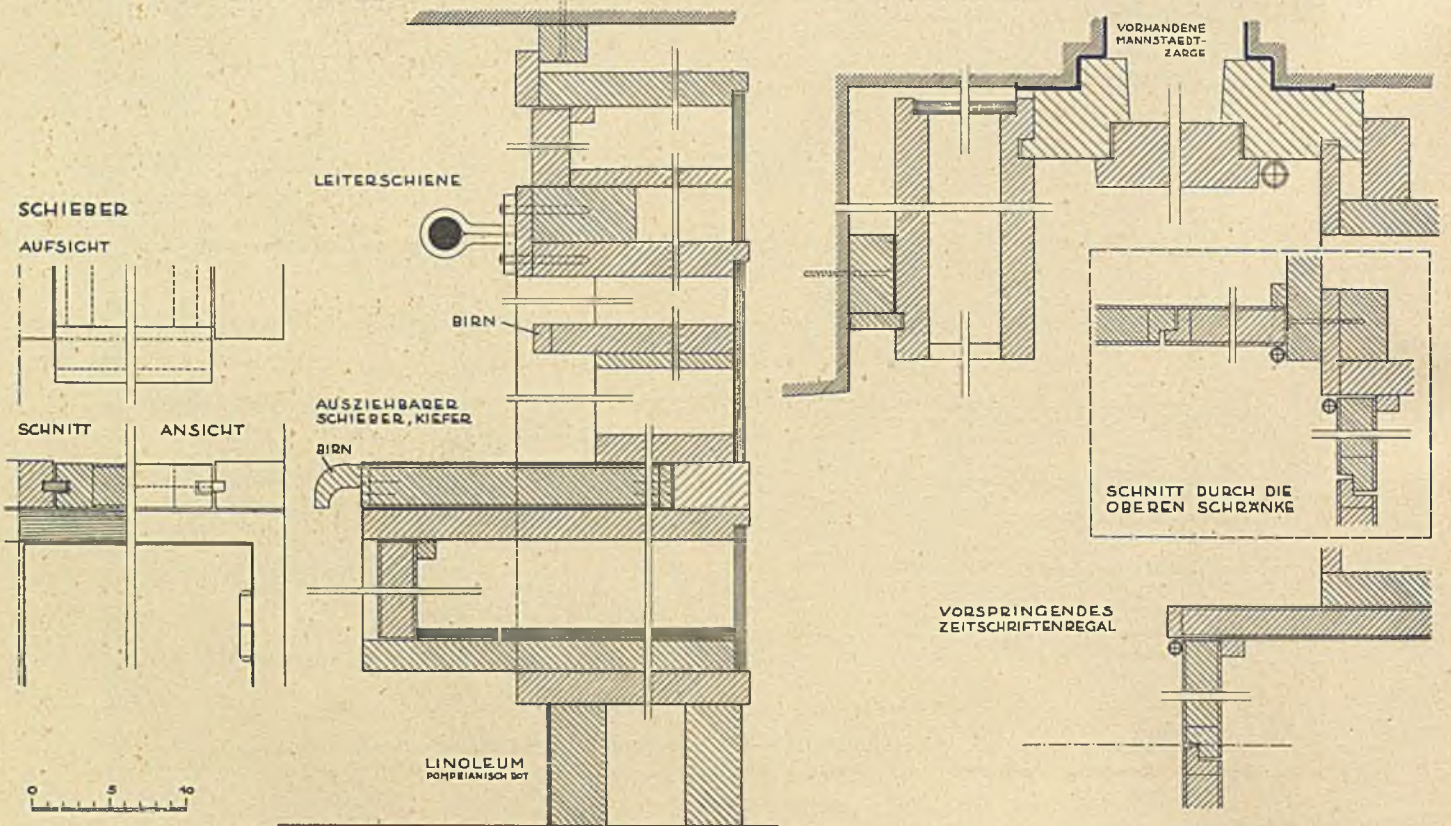 VORHANDENE
MANNSTAEDT-
ZARGE
LEITERSCHIENE
SCHIEBER
AUFSICHT
BIRN
AUSZIEHBARER
SCHIEBER, KIEFER
BIRN
SCHNITT
ANSICHT
SCHNITT DURCH DIE
OBEREN SCHRÄNKE
VORSPRINGENDES
ZEITSCHRIFTENREGAL
LINOLEUM
POMPEIANISCH ROT
0 5 10